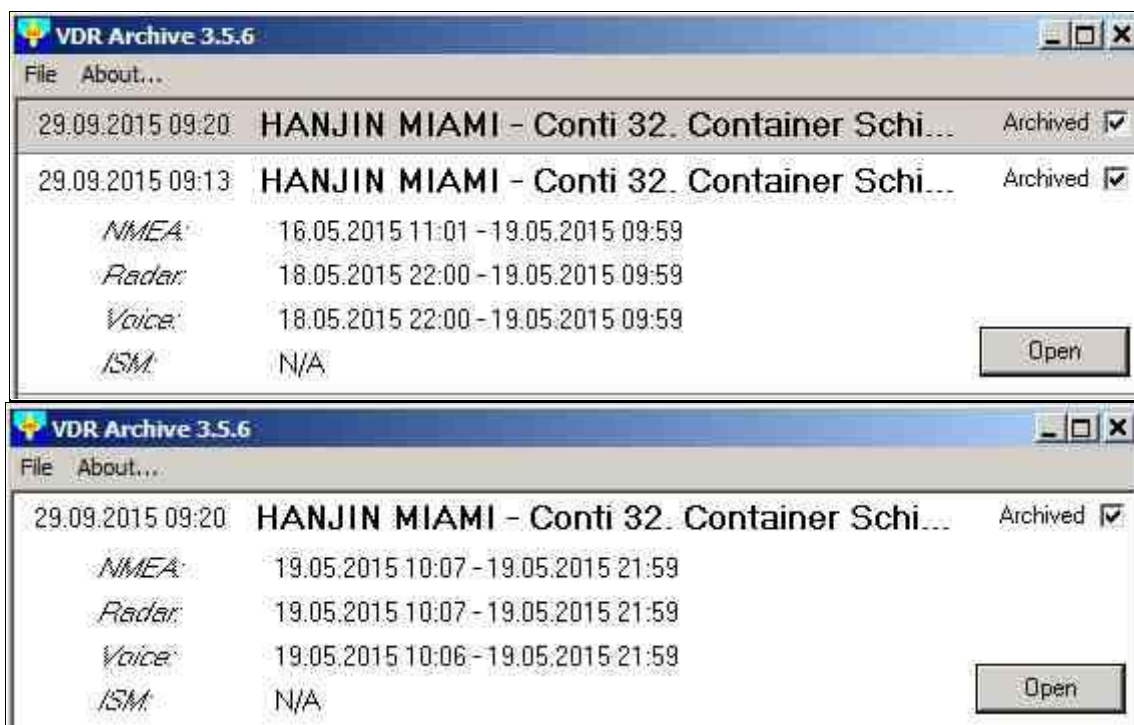 VDR Archive 3.5.6
File About...
29.09.2015 09:20 HANJIN MIAMI - Conti 32. Container Schi... Archived
29.09.2015 09:13 HANJIN MIAMI - Conti 32. Container Schi... Archived
NMEA: 16.05.2015 11:01 - 19.05.2015 09:59
Radar: 18.05.2015 22:00 - 19.05.2015 09:59
Voice: 18.05.2015 22:00 - 19.05.2015 09:59
ISM: N/A
Open
VDR Archive 3.5.6
File About...
29.09.2015 09:20 HANJIN MIAMI - Conti 32. Container Schi... Archived
NMEA: 19.05.2015 10:07 - 19.05.2015 21:59
Radar: 19.05.2015 10:07 - 19.05.2015 21:59
Voice: 19.05.2015 10:06 - 19.05.2015 21:59
ISM: N/A
Open